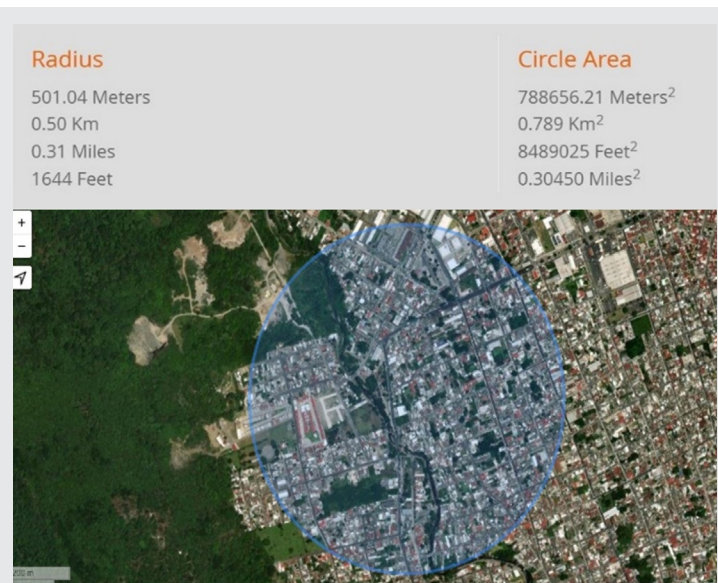 Radius
501.04 Meters
0.50 Km
0.31 Miles
1644 Feet
Circle Area
788656.21 Meters²
0.789 Km²
8489025 Feet²
0.30450 Miles²
+
−
200 m